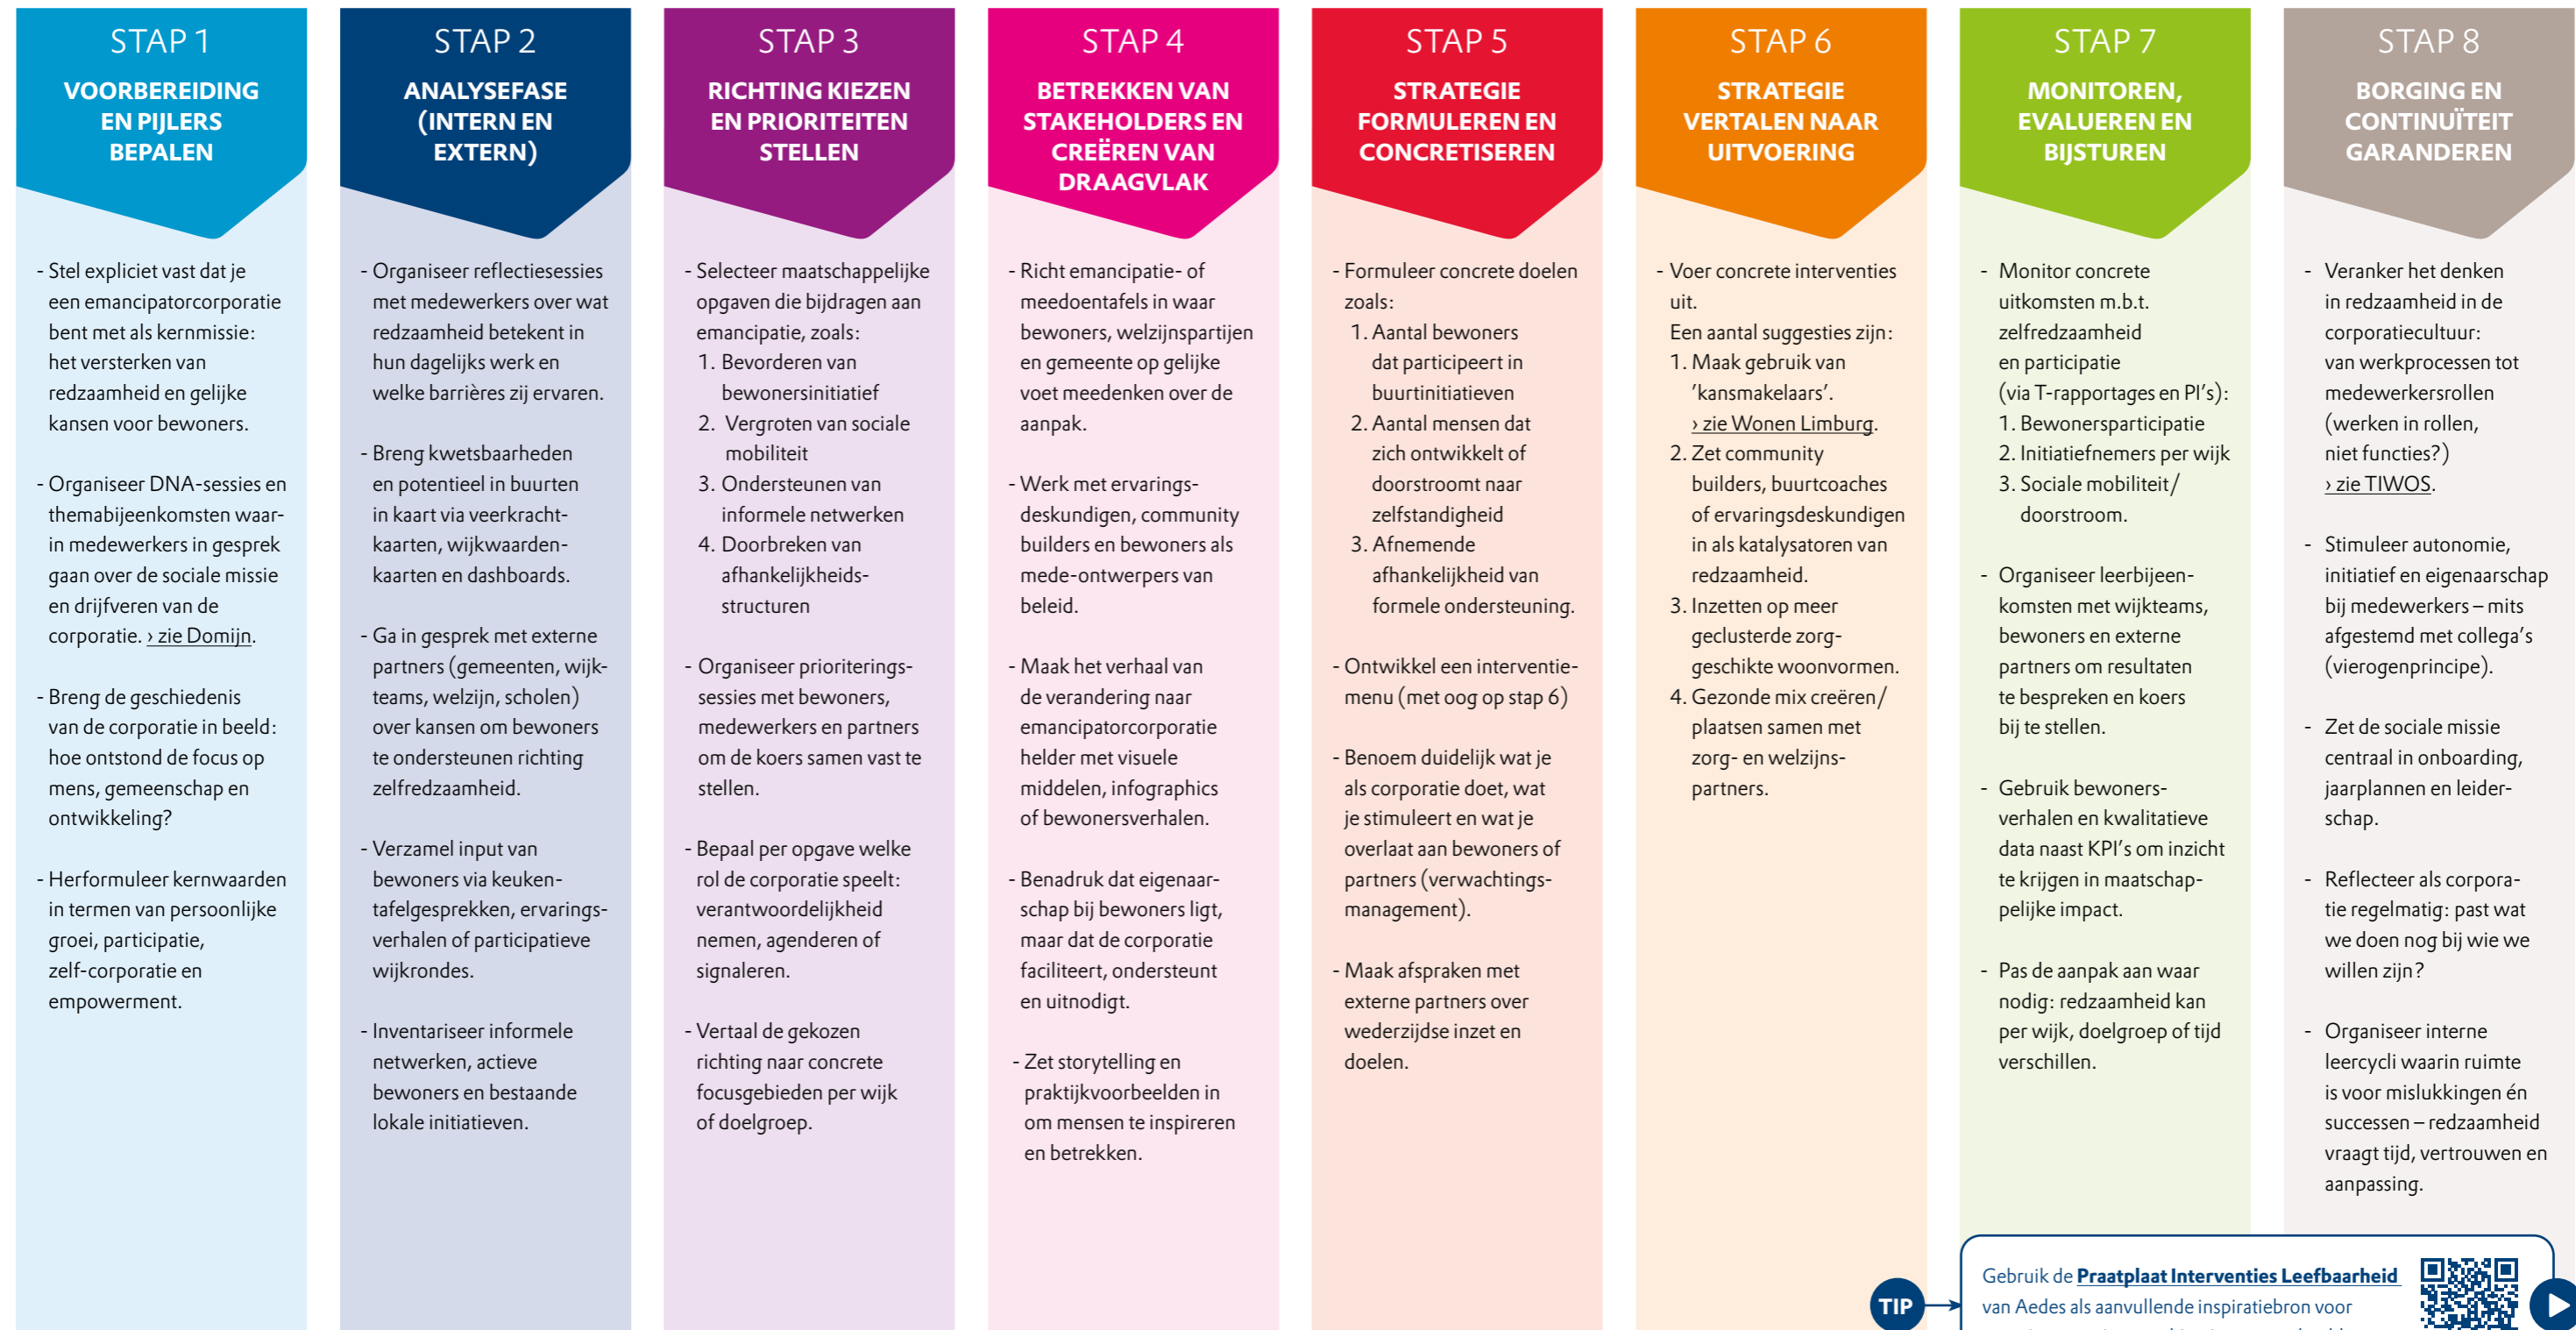 STAP 1
VOORBEREIDING
EN PIJLERS
BEPALEN
- Stel expliciet vast dat je
een emancipatorcorporatie
bent met als kernmissie:
het versterken van
redzaamheid en gelijke
kansen voor bewoners.
- Organiseer DNA-sessies en
themabijeenkomsten waar-
in medewerkers in gesprek
gaan over de sociale missie
en drijfveren van de
corporatie. › zie Domijn.
- Breng de geschiedenis
van de corporatie in beeld:
hoe ontstond de focus op
mens, gemeenschap en
ontwikkeling?
- Herformuleer kernwaarden
in termen van persoonlijke
groei, participatie,
zelf-corporatie en
empowerment.
STAP 2
ANALYSEFASE
(INTERN EN
EXTERN)
- Organiseer reflectiesessies
met medewerkers over wat
redzaamheid betekent in
hun dagelijks werk en
welke barrières zij ervaren.
- Breng kwetsbaarheden
en potentieel in buurten
in kaart via veerkracht-
kaarten, wijkwaarden-
kaarten en dashboards.
- Ga in gesprek met externe
partners (gemeenten, wijk-
teams, welzijn, scholen)
over kansen om bewoners
te ondersteunen richting
zelfredzaamheid.
- Verzamel input van
bewoners via keuken-
tafelgesprekken, ervarings-
verhalen of participatieve
wijkrondes.
- Inventariseer informele
netwerken, actieve
bewoners en bestaande
lokale initiatieven.
STAP 3
RICHTING KIEZEN
EN PRIORITEITEN
STELLEN
- Selecteer maatschappelijke
opgaven die bijdragen aan
emancipatie, zoals:
1. Bevorderen van
bewonersinitiatief
2. Vergroten van sociale
mobiliteit
3. Ondersteunen van
informele netwerken
4. Doorbreken van
afhankelijkheids-
structuren
- Organiseer prioriterings-
sessies met bewoners,
medewerkers en partners
om de koers samen vast te
stellen.
- Bepaal per opgave welke
rol de corporatie speelt:
verantwoordelijkheid
nemen, agenderen of
signaleren.
- Vertaal de gekozen
richting naar concrete
focusgebieden per wijk
of doelgroep.
STAP 4
BETREKKEN VAN
STAKEHOLDERS EN
CREËREN VAN
DRAAGVLAK
- Richt emancipatie- of
meedoentafels in waar
bewoners, welzijnspartijen
en gemeente op gelijke
voet meedenken over de
aanpak.
- Werk met ervarings-
deskundigen, community
builders en bewoners als
mede-ontwerpers van
beleid.
- Maak het verhaal van
de verandering naar
emancipatorcorporatie
helder met visuele
middelen, infographics
of bewonersverhalen.
- Benadruk dat eigenaar-
schap bij bewoners ligt,
maar dat de corporatie
faciliteert, ondersteunt
en uitnodigt.
- Zet storytelling en
praktijkvoorbeelden in
om mensen te inspireren
en betrekken.
STAP 5
STRATEGIE
FORMULEREN EN
CONCRETISEREN
- Formuleer concrete doelen
zoals:
1. Aantal bewoners
dat participeert in
buurtinitiatieven
2. Aantal mensen dat
zich ontwikkelt of
doorstroomt naar
zelfstandigheid
3. Afnemende
afhankelijkheid van
formele ondersteuning.
- Ontwikkel een interventie-
menu (met oog op stap 6)
- Benoem duidelijk wat je
als corporatie doet, wat
je stimuleert en wat je
overlaat aan bewoners of
partners (verwachtings-
management).
- Maak afspraken met
externe partners over
wederzijdse inzet en
doelen.
STAP 6
STRATEGIE
VERTALEN NAAR
UITVOERING
- Voer concrete interventies
uit.
Een aantal suggesties zijn:
1. Maak gebruik van
'kansmakelaars'.
› zie Wonen Limburg.
2. Zet community
builders, buurtcoaches
of ervaringsdeskundigen
in als katalysatoren van
redzaamheid.
3. Inzetten op meer
geclusterde zorg-
geschikte woonvormen.
4. Gezonde mix creëren/
plaatsen samen met
zorg- en welzijns-
partners.
STAP 7
MONITOREN,
EVALUEREN EN
BIJSTUREN
- Monitor concrete
uitkomsten m.b.t.
zelfredzaamheid
en participatie
(via T-rapportages en PI's):
1. Bewonersparticipatie
2. Initiatiefnemers per wijk
3. Sociale mobiliteit/
doorstroom.
- Organiseer leerbijeen-
komsten met wijkteams,
bewoners en externe
partners om resultaten
te bespreken en koers
bij te stellen.
- Gebruik bewoners-
verhalen en kwalitatieve
data naast KPI's om inzicht
te krijgen in maatschap-
pelijke impact.
- Pas de aanpak aan waar
nodig: redzaamheid kan
per wijk, doelgroep of tijd
verschillen.
STAP 8
BORGING EN
CONTINUÏTEIT
GARANDEREN
- Veranker het denken
in redzaamheid in de
corporatiecultuur:
van werkprocessen tot
medewerkersrollen
(werken in rollen,
niet functies?)
› zie TIWOS.
- Stimuleer autonomie,
initiatief en eigenaarschap
bij medewerkers – mits
afgestemd met collega's
(vierogenprincipe).
- Zet de sociale missie
centraal in onboarding,
jaarplannen en leider-
schap.
- Reflecteer als corpora-
tie regelmatig: past wat
we doen nog bij wie we
willen zijn?
- Organiseer interne
leercycli waarin ruimte
is voor mislukkingen én
successen – redzaamheid
vraagt tijd, vertrouwen en
aanpassing.
TIP
Gebruik de Praatplaat Interventies Leefbaarheid
van Aedes als aanvullende inspiratiebron voor